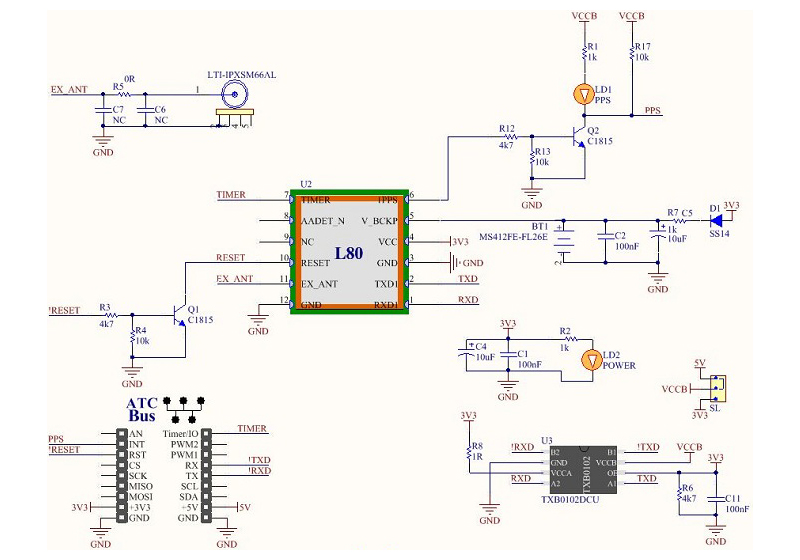 VCCB VCCB
R1
1k
R17
10k
LD1
PPS
PPS
EX_ANT
R5
0R
1
LTI-IPXSM66AL
C7
NC
C6
NC
GND
R12
4k7
Q2
C1815
R13
10k
GND
U2
L80
TIMER 7 TIMER 1PPS 6
8 AADET_N V_BCKP 5
9 NC VCC 4 3V3
RESET 10 RESET GND 3 GND
EX_ANT 11 EX_ANT TXD1 2 TXD
12 GND RXD1 1 RXD
GND
BT1
MS412FE-FL26E
2
C2
100nF
R7
1k
C5
10uF
D1
SS14
3V3
GND
!RESET
R3
4k7
Q1
C1815
R4
10k
GND
3V3
C4
10uF
C1
100nF
R2
1k
LD2
POWER
GND
5V
VCCB
3V3
SL
ATC
Bus
AN Timer/IO TIMER
PPS INT PWM2
!RESET RST PWM1
CS RX !TXD
SCK TX !RXD
MISO SCL
MOSI SDA
3V3 +3V3 +5V 5V
GND GND
GND GND
3V3
R8
1R
U3
TXB0102
TXB0102DCU
!RXD B2 B1 !TXD
GND VCCB VCCB
VCCA OE
RXD A2 A1 TXD
GND
3V3
R6
4k7
C11
100nF
GND